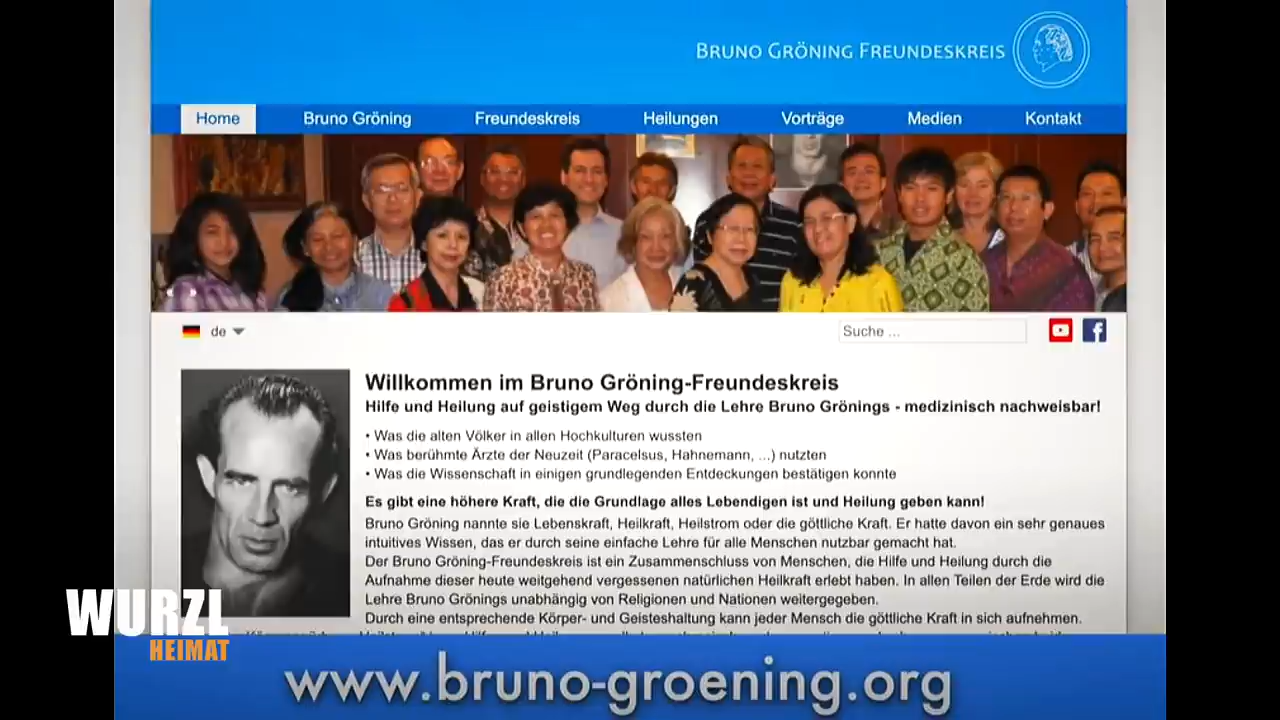 BRUNO GRÖNING FREUNDESKREIS
Home Bruno Gröning Freundeskreis Heilungen Vorträge Medien Kontakt
de Suche ...
Willkommen im Bruno Gröning-Freundeskreis
Hilfe und Heilung auf geistigem Weg durch die Lehre Bruno Grönings - medizinisch nachweisbar!
• Was die alten Völker in allen Hochkulturen wussten
• Was berühmte Ärzte der Neuzeit (Paracelsus, Hahnemann, ...) nutzten
• Was die Wissenschaft in einigen grundlegenden Entdeckungen bestätigen konnte
Es gibt eine höhere Kraft, die die Grundlage alles Lebendigen ist und Heilung geben kann!
Bruno Gröning nannte sie Lebenskraft, Heilkraft, Heilstrom oder die göttliche Kraft. Er hatte davon ein sehr genaues
intuitives Wissen, das er durch seine einfache Lehre für alle Menschen nutzbar gemacht hat.
Der Bruno Gröning-Freundeskreis ist ein Zusammenschluss von Menschen, die Hilfe und Heilung durch die
Aufnahme dieser heute weitgehend vergessenen natürlichen Heilkraft erlebt haben. In allen Teilen der Erde wird die
Lehre Bruno Grönings unabhängig von Religionen und Nationen weitergegeben.
Durch eine entsprechende Körper- und Geisteshaltung kann jeder Mensch die göttliche Kraft in sich aufnehmen.
WURZL
HEIMAT
www.bruno-groening.org